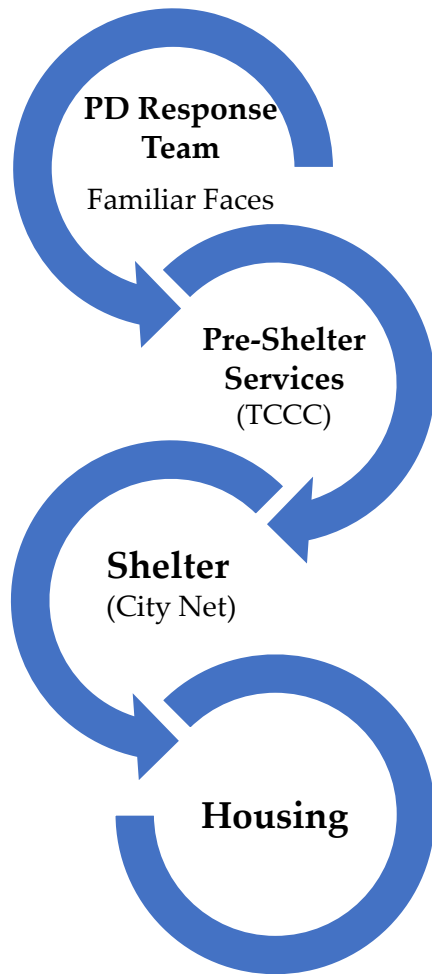 PD Response
Team
Familiar Faces
Pre-Shelter
Services
(TCCC)
Shelter
(City Net)
Housing